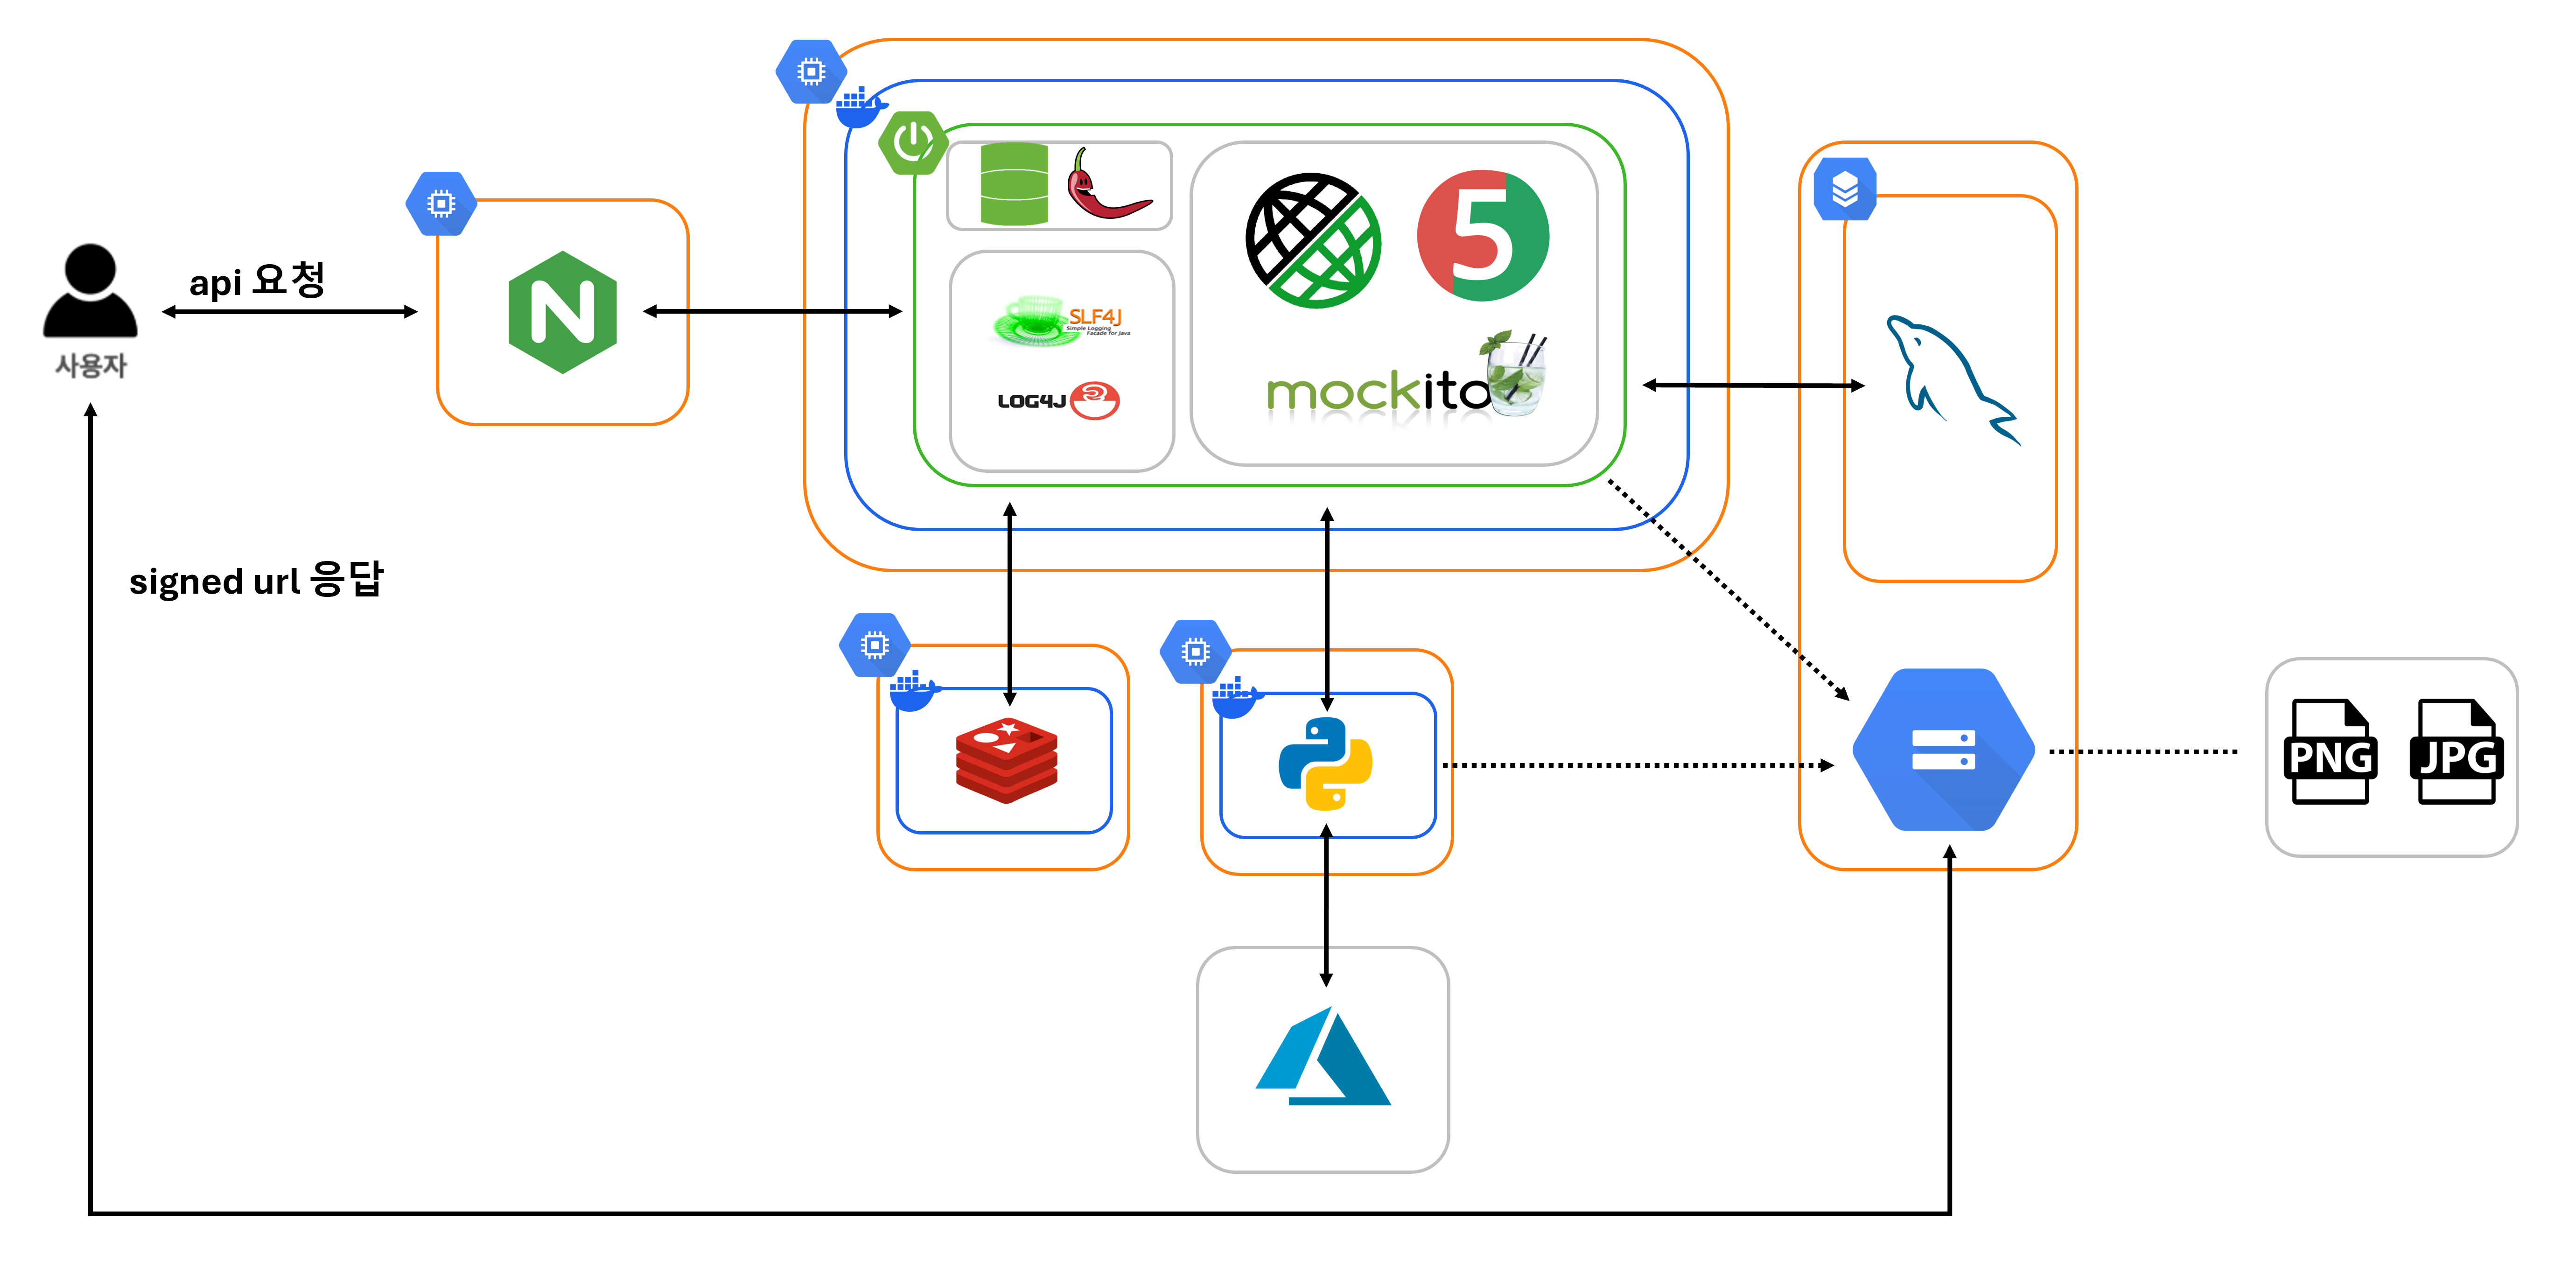 api 요청
사용자
signed url 응답
SLF4J
Simple Logging
Facade for Java
LOG4J
5
mockito
PNG
JPG